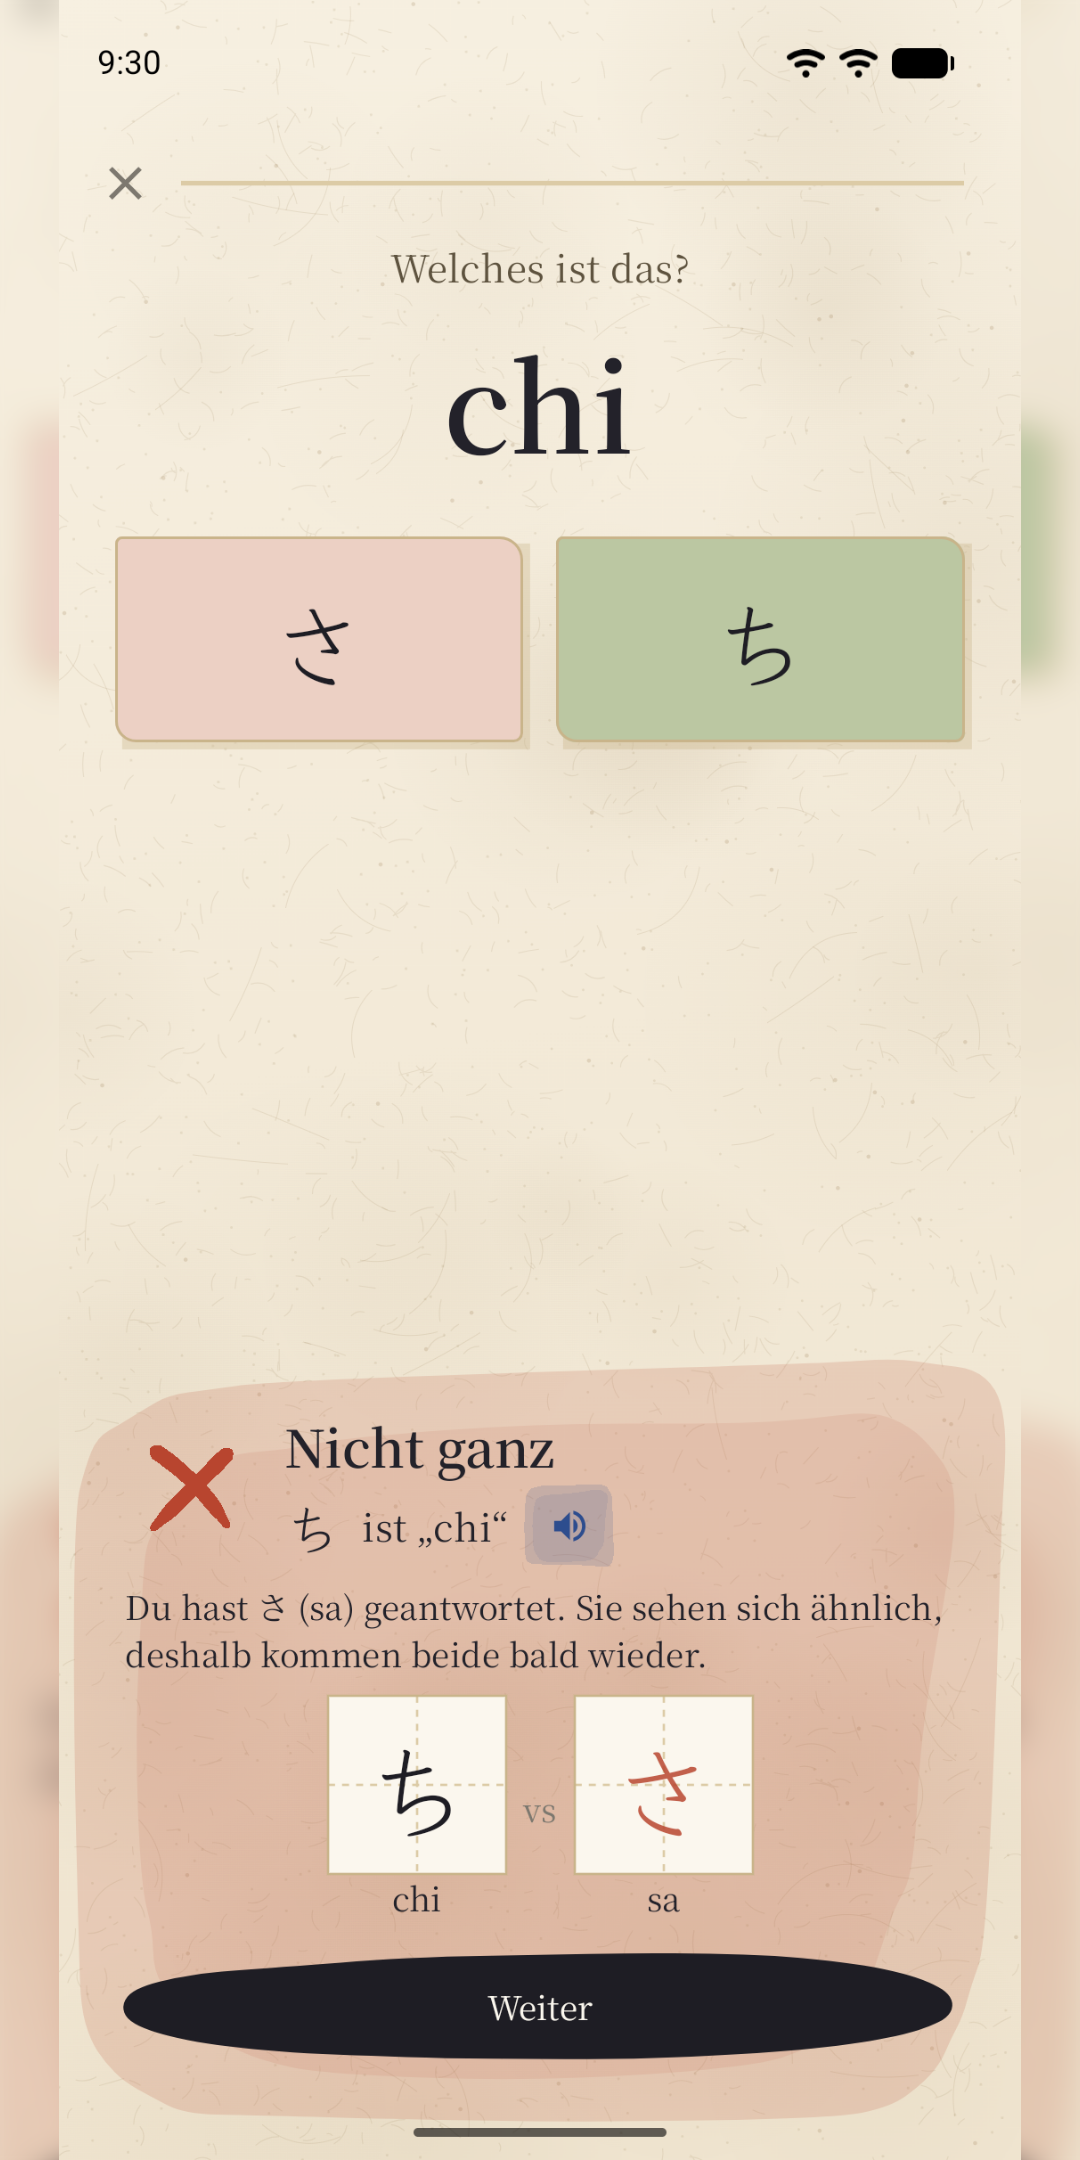 9:30
Welches ist das?
chi
さ ち
Nicht ganz
ち ist „chi“
Du hast さ (sa) geantwortet. Sie sehen sich ähnlich,
deshalb kommen beide bald wieder.
ち vs さ
chi sa
Weiter